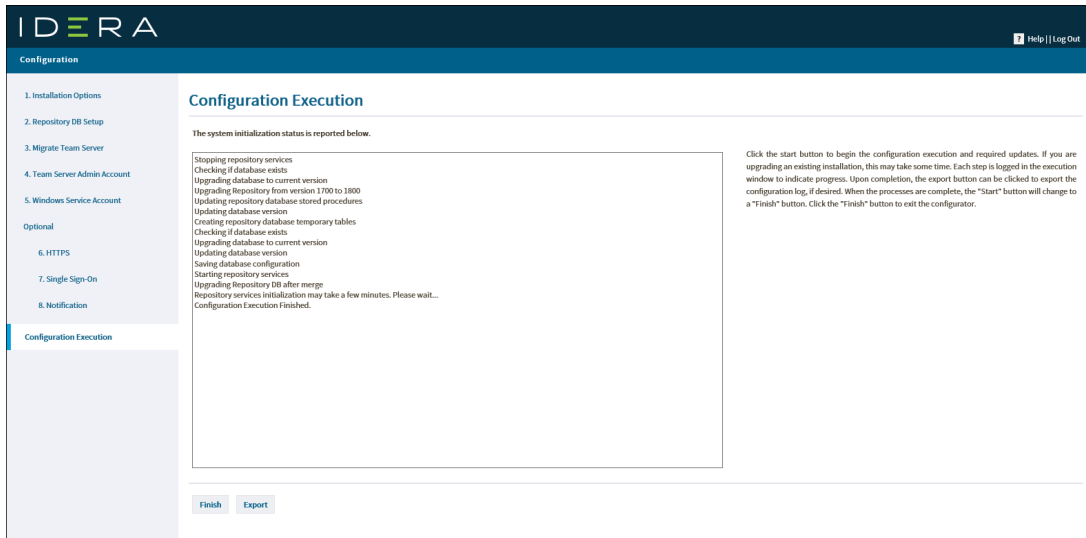 IDERA
? Help || Log Out
Configuration
1. Installation Options
2. Repository DB Setup
3. Migrate Team Server
4. Team Server Admin Account
5. Windows Service Account
Optional
6. HTTPS
7. Single Sign-On
8. Notification
Configuration Execution
Configuration Execution
The system initialization status is reported below.
Stopping repository services
Checking if database exists
Upgrading database to current version
Upgrading Repository from version 1700 to 1800
Updating repository database stored procedures
Updating database version
Creating repository database temporary tables
Checking if database exists
Upgrading database to current version
Updating database version
Saving database configuration
Starting repository services
Upgrading Repository DB after merge
Repository services initialization may take a few minutes. Please wait...
Configuration Execution Finished.
Click the start button to begin the configuration execution and required updates. If you are
upgrading an existing installation, this may take some time. Each step is logged in the execution
window to indicate progress. Upon completion, the export button can be clicked to export the
configuration log, if desired. When the processes are complete, the "Start" button will change to
a "Finish" button. Click the "Finish" button to exit the configurator.
Finish Export